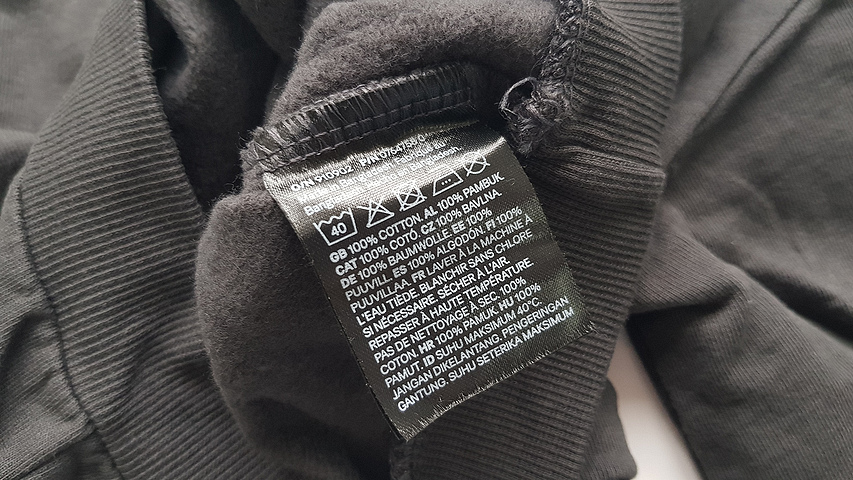 O/N 910902 P/N 0764758
40
GB 100% COTTON. AL 100% PAMBUK.
CAT 100% COTÓ. CZ 100% BAVLNA.
DE 100% BAUMWOLLE. EE 100%
PUUVILL. ES 100% ALGODÓN. FI 100%
PUUVILLAA. FR LAVER À LA MACHINE À
L'EAU TIÈDE. BLANCHIR SANS CHLORE
SI NÉCESSAIRE. SÉCHER À L'AIR.
REPASSER À HAUTE TEMPÉRATURE.
PAS DE NETTOYAGE À SEC. 100%
COTON. HR 100% PAMUK. HU 100%
PAMUT. ID SUHU MAKSIMUM 40°C.
JANGAN DIKELANTANG. PENGERINGAN
GANTUNG. SUHU SETERIKA MAKSIMUM